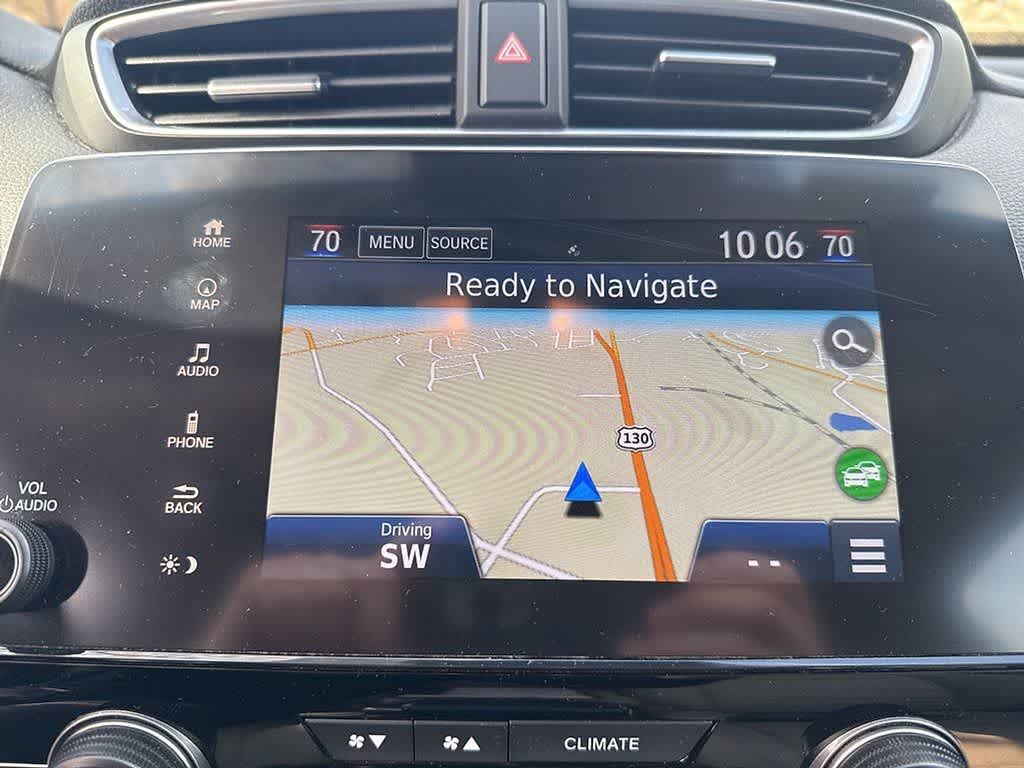 HOME
70 MENU SOURCE 10 06 70
Ready to Navigate
MAP
AUDIO
130
PHONE
VOL
AUDIO
BACK
Driving
SW
--
CLIMATE